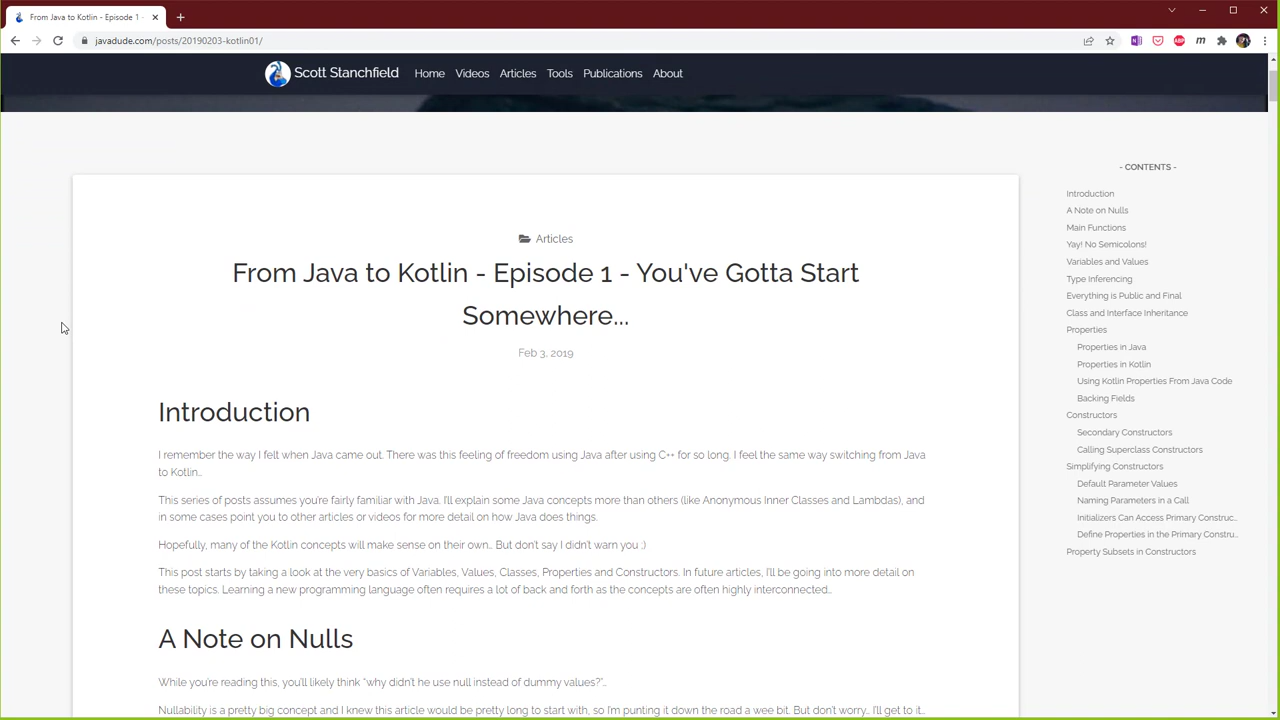 From Java to Kotlin - Episode 1 -
javadude.com/posts/20190203-kotlin01/
ABP
m
Scott Stanchfield
Home Videos Articles Tools Publications About
Articles
From Java to Kotlin - Episode 1 - You've Gotta Start
Somewhere...
Feb 3, 2019
Introduction
I remember the way I felt when Java came out. There was this feeling of freedom using Java after using C++ for so long. I feel the same way switching from Java
to Kotlin...
This series of posts assumes you're fairly familiar with Java. I'll explain some Java concepts more than others (like Anonymous Inner Classes and Lambdas), and
in some cases point you to other articles or videos for more detail on how Java does things.
Hopefully, many of the Kotlin concepts will make sense on their own... But don't say I didn't warn you ;)
This post starts by taking a look at the very basics of Variables, Values, Classes, Properties and Constructors. In future articles, I'll be going into more detail on
these topics. Learning a new programming language often requires a lot of back and forth as the concepts are often highly interconnected...
A Note on Nulls
While you're reading this, you'll likely think "why didn't he use null instead of dummy values?"...
Nullability is a pretty big concept and I knew this article would be pretty long to start with, so I'm punting it down the road a wee bit. But don't worry... I'll get to it...
- CONTENTS -
Introduction
A Note on Nulls
Main Functions
Yay! No Semicolons!
Variables and Values
Type Inferencing
Everything is Public and Final
Class and Interface Inheritance
Properties
Properties in Java
Properties in Kotlin
Using Kotlin Properties From Java Code
Backing Fields
Constructors
Secondary Constructors
Calling Superclass Constructors
Simplifying Constructors
Default Parameter Values
Naming Parameters in a Call
Initializers Can Access Primary Construc...
Define Properties in the Primary Constru...
Property Subsets in Constructors